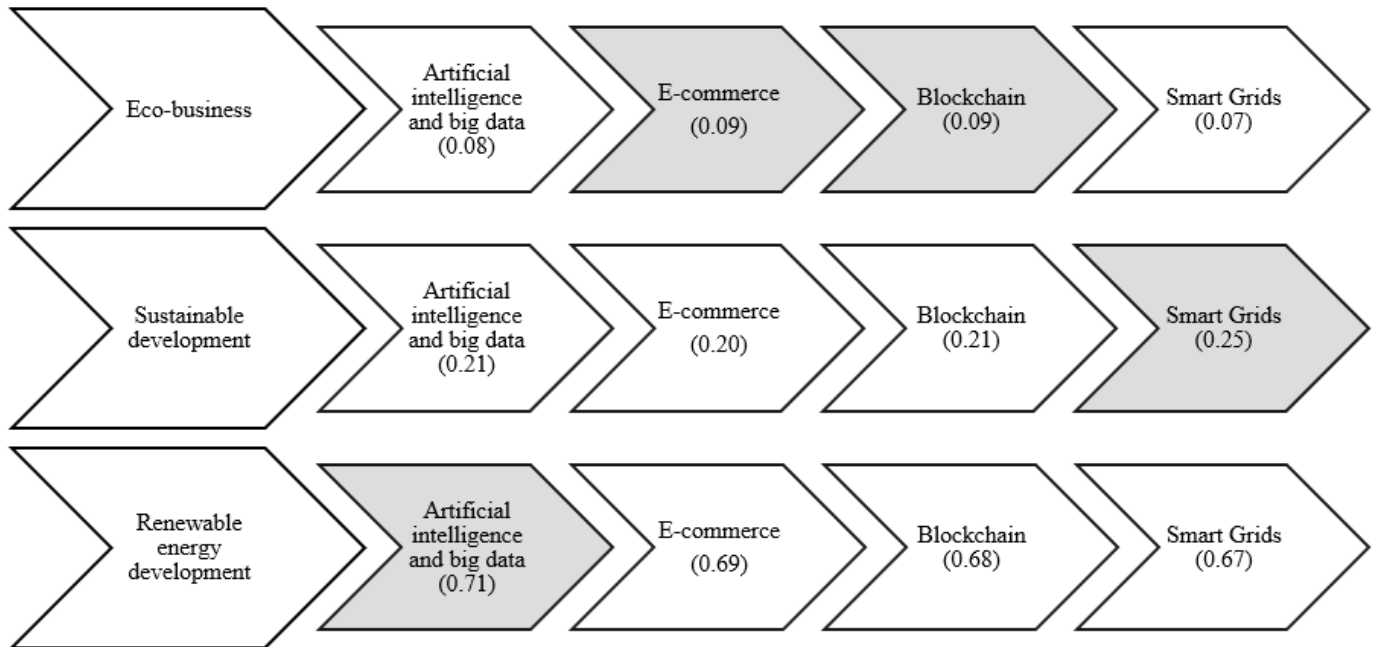 Eco-business
Artificial
intelligence
and big data
(0.08)
E-commerce
(0.09)
Blockchain
(0.09)
Smart Grids
(0.07)
Sustainable
development
Artificial
intelligence
and big data
(0.21)
E-commerce
(0.20)
Blockchain
(0.21)
Smart Grids
(0.25)
Renewable
energy
development
Artificial
intelligence
and big data
(0.71)
E-commerce
(0.69)
Blockchain
(0.68)
Smart Grids
(0.67)